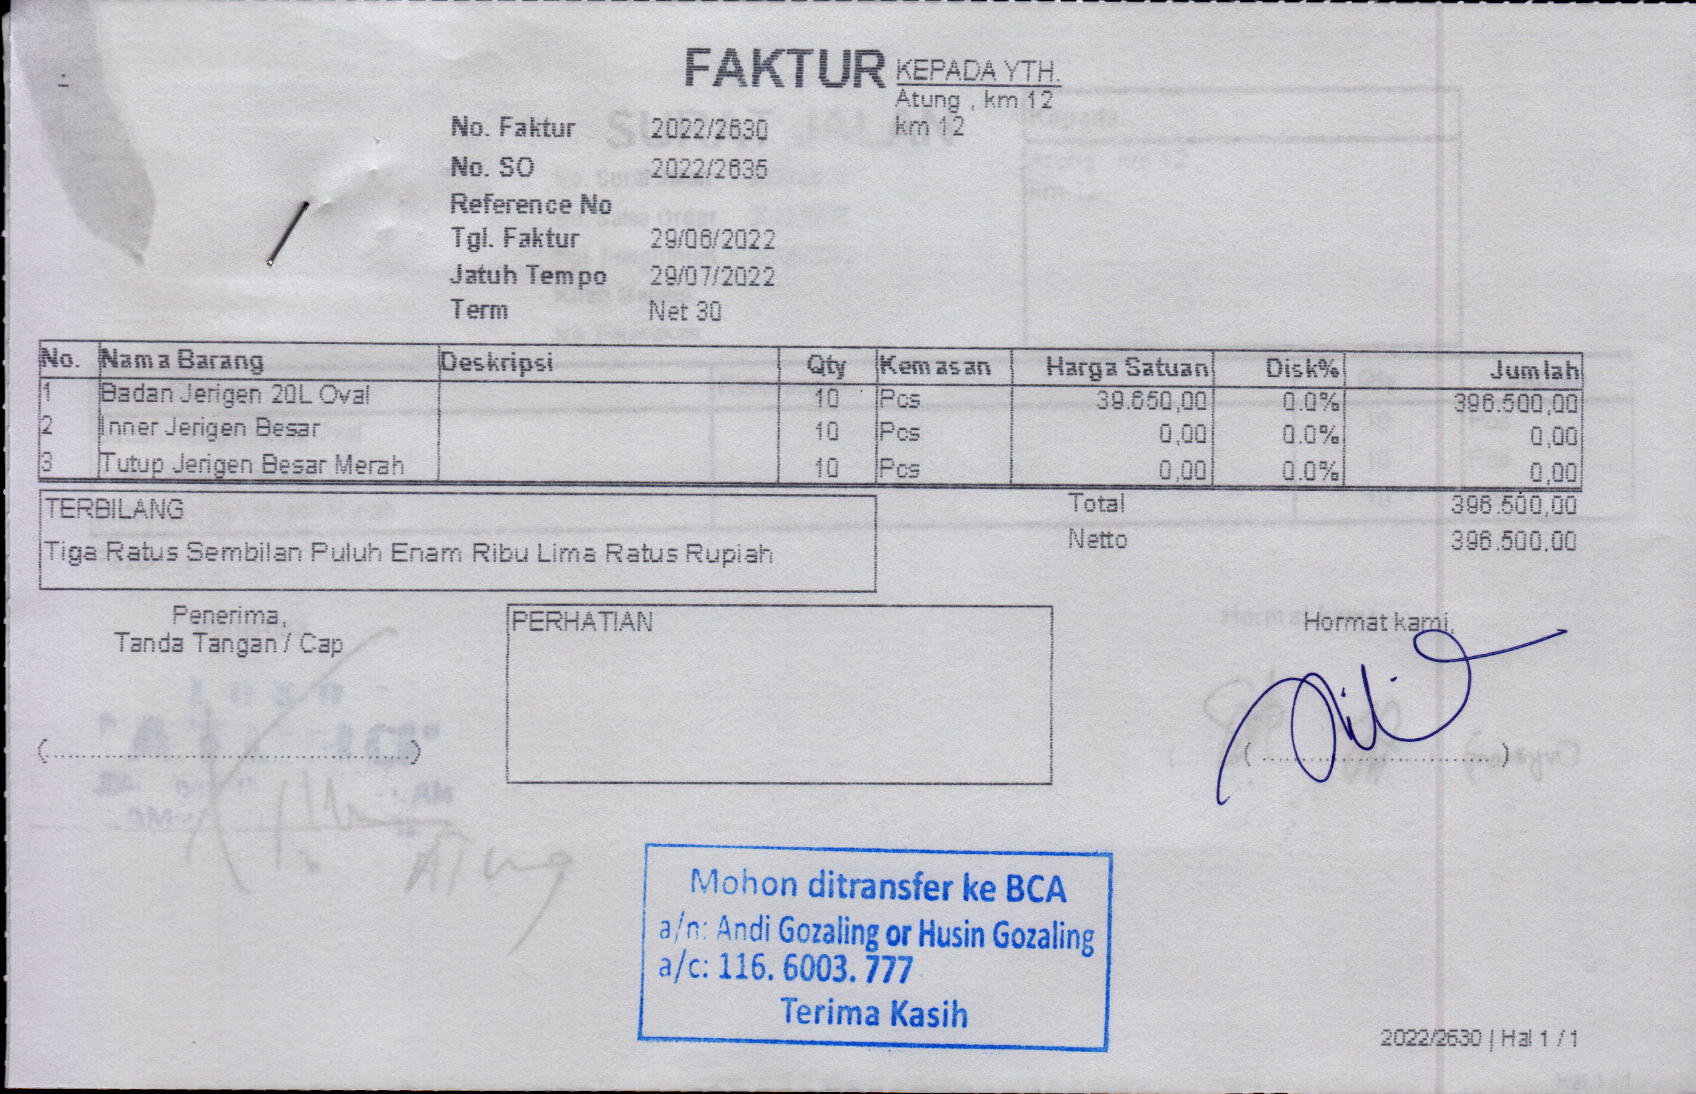 FAKTUR
KEPADA YTH.
Atung , km 12
km 12
No. Faktur 2022/2630
No. SO 2022/2635
Reference No
Tgl. Faktur 29/06/2022
Jatuh Tempo 29/07/2022
Term Net 30
No. Nama Barang Deskripsi Qty Kemasan Harga Satuan Disk% Jumlah
1 Badan Jerigen 20L Oval 10 Pcs 39.650,00 0.0% 396.500,00
2 Inner Jerigen Besar 10 Pcs 0,00 0.0% 0,00
3 Tutup Jerigen Besar Merah 10 Pcs 0,00 0.0% 0,00
TERBILANG
Tiga Ratus Sembilan Puluh Enam Ribu Lima Ratus Rupiah
Total 396.500,00
Netto 396.500,00
Penerima,
Tanda Tangan / Cap
PERHATIAN
Hormat kami,
(..................................................)
(..................................)
Atung
Mohon ditransfer ke BCA
a/n: Andi Gozaling or Husin Gozaling
a/c: 116. 6003. 777
Terima Kasih
2022/2630 | Hal 1 / 1